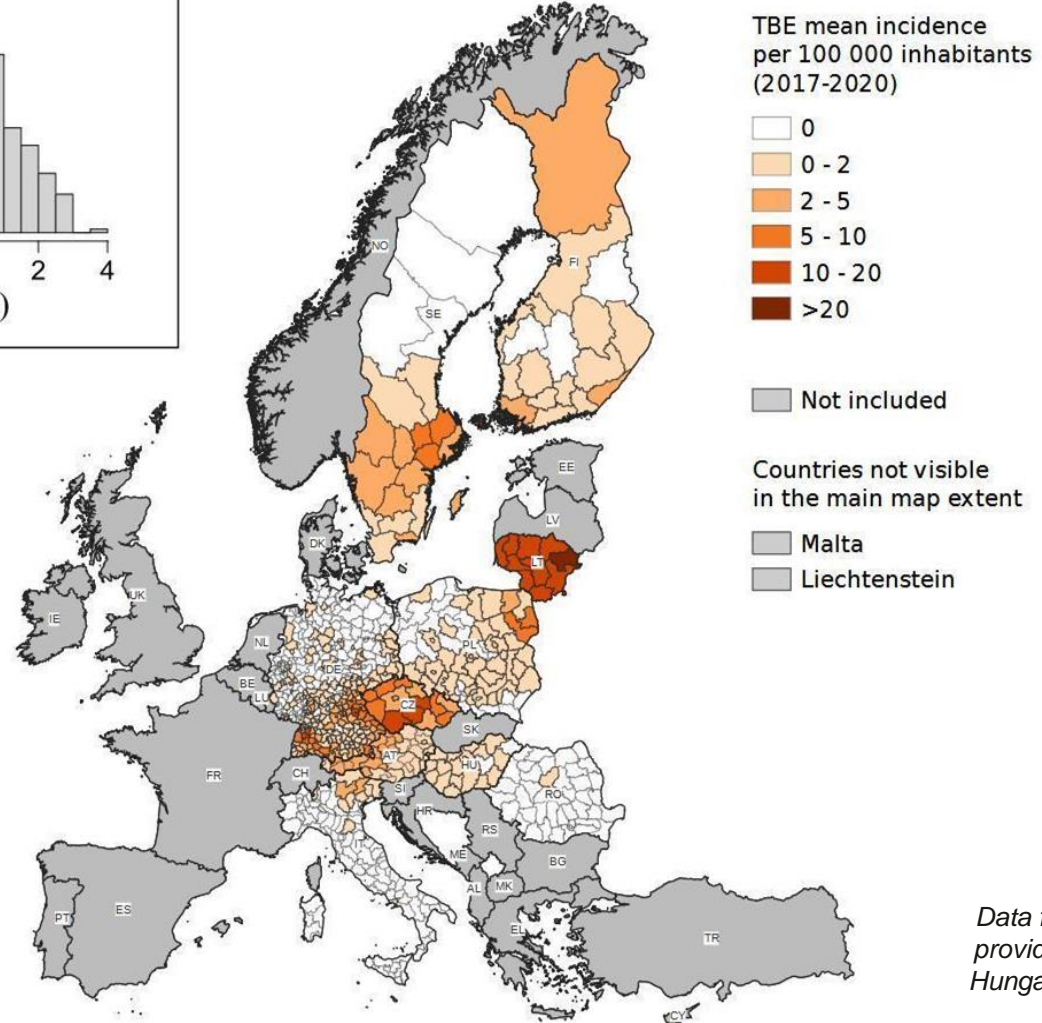 2
4
)
TBE mean incidence
per 100 000 inhabitants
(2017-2020)
0
0 - 2
2 - 5
5 - 10
10 - 20
>20
Not included
Countries not visible
in the main map extent
Malta
Liechtenstein
NO
FI
SE
EE
LV
DK
LT
UK
IE
NL
PL
DE
BE
LU
CZ
SK
FR
CH
AT
HU
SI
RO
HR
RS
IT
ME
BG
AL
MK
PT
ES
EL
TR
CY
Data
provid
Hunga